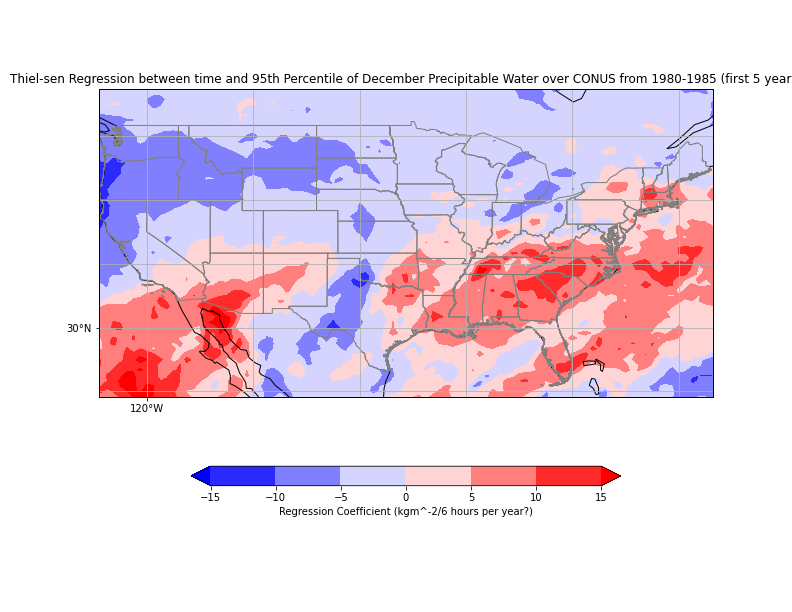 Thiel-sen Regression between time and 95th Percentile of December Precipitable Water over CONUS from 1980-1985 (first 5 year
30°N
120°W
−15 −10 −5 0 5 10 15
Regression Coefficient (kgm^-2/6 hours per year?)